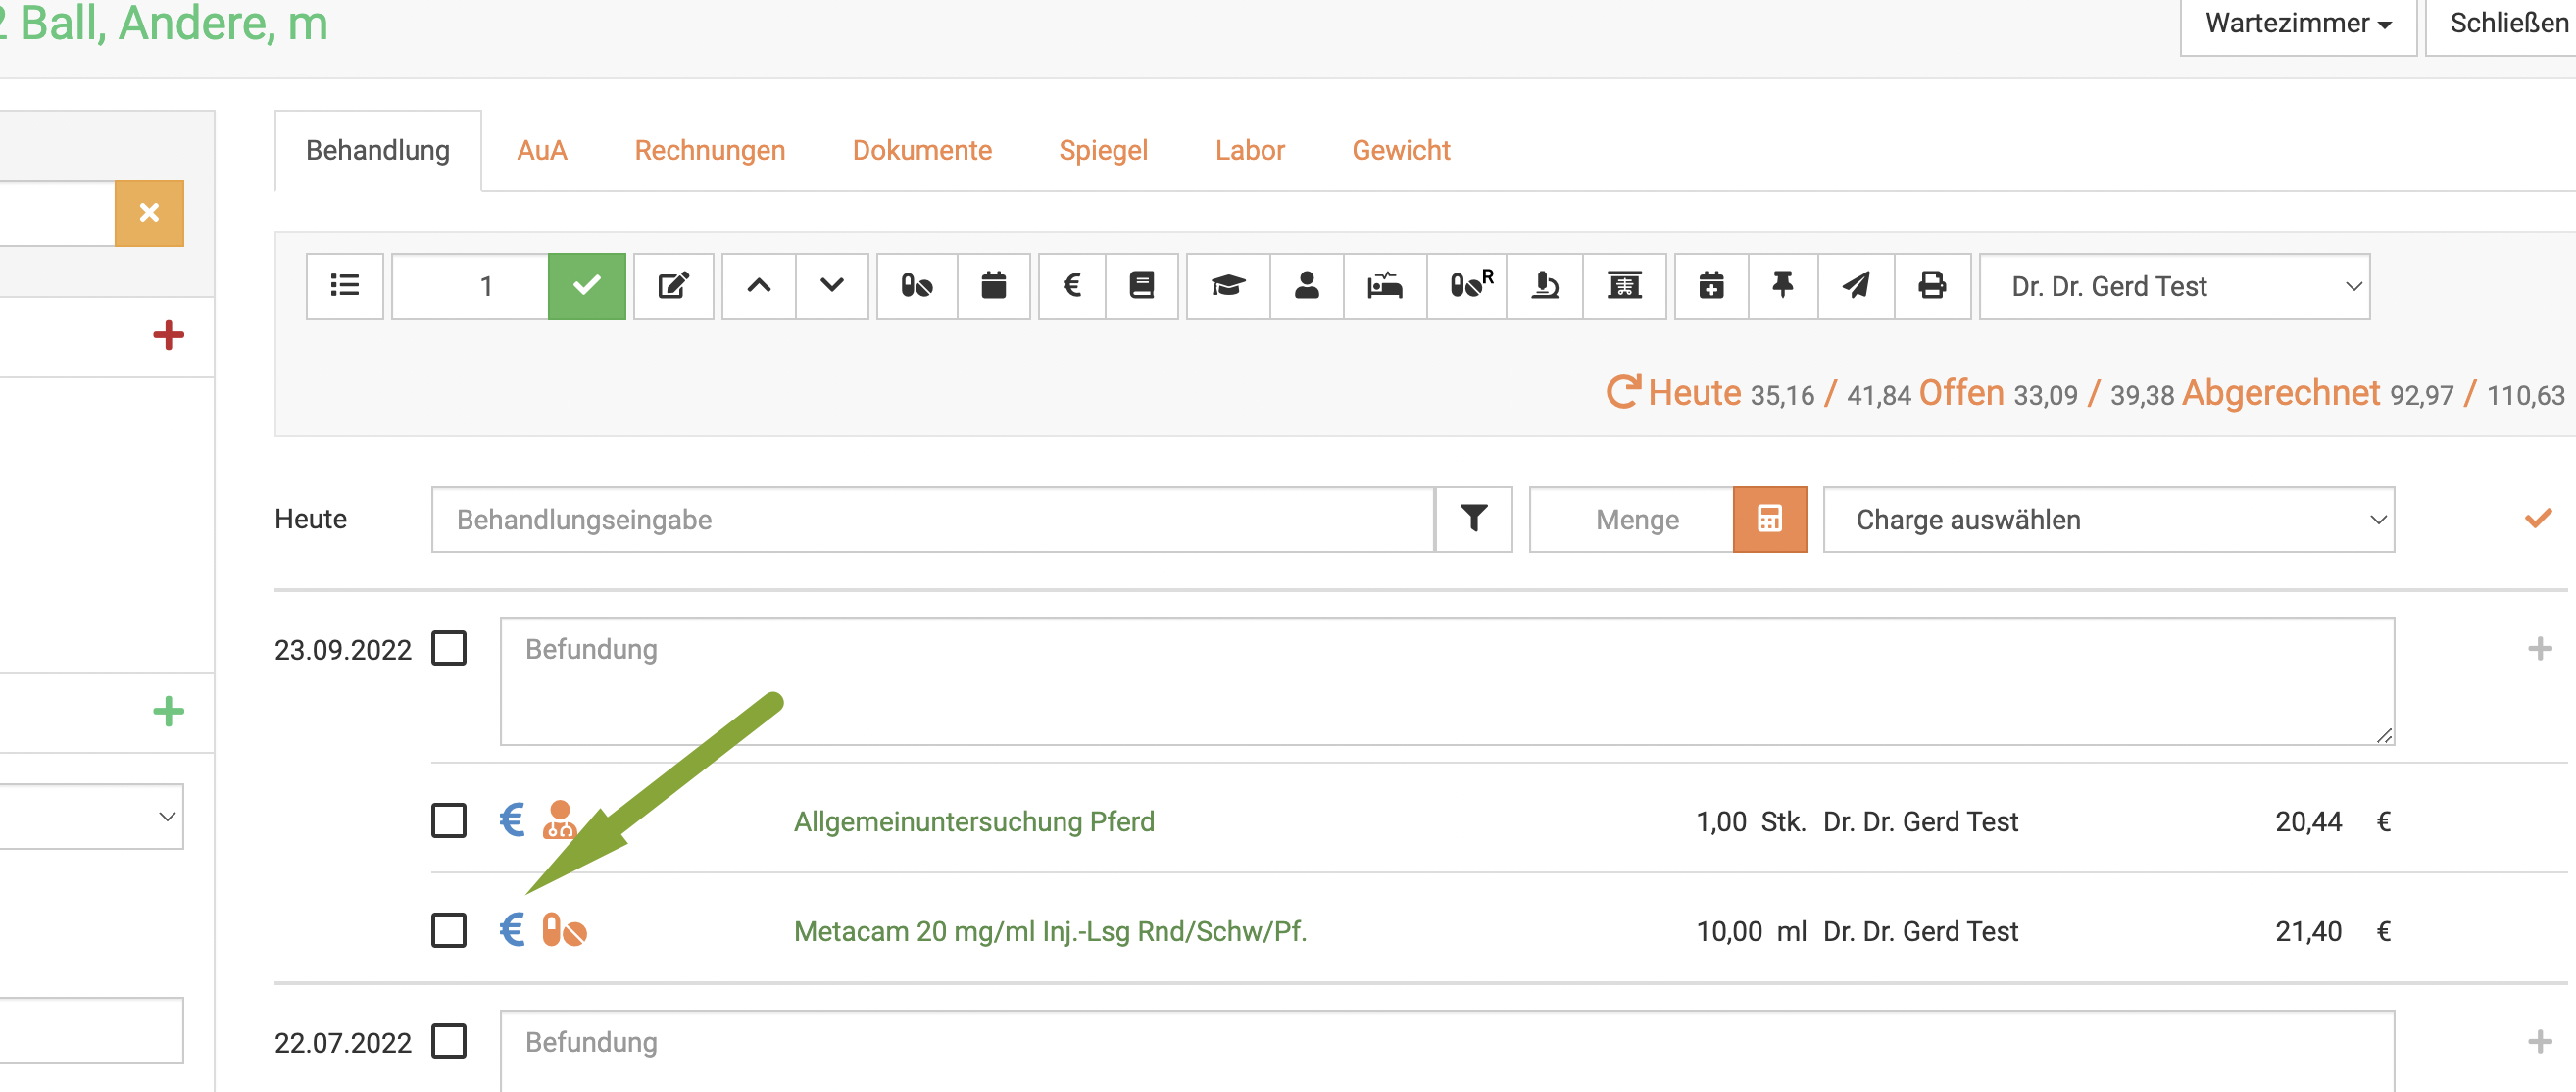 2 Ball, Andere, m
Wartezimmer
Schließen
Behandlung AuA Rechnungen Dokumente Spiegel Labor Gewicht
1 € R Dr. Dr. Gerd Test
Heute 35,16 / 41,84 Offen 33,09 / 39,38 Abgerechnet 92,97 / 110,63
Heute Behandlungseingabe Menge Charge auswählen
23.09.2022 Befundung
€ Allgemeinuntersuchung Pferd 1,00 Stk. Dr. Dr. Gerd Test 20,44 €
€ Metacam 20 mg/ml Inj.-Lsg Rnd/Schw/Pf. 10,00 ml Dr. Dr. Gerd Test 21,40 €
22.07.2022 Befundung